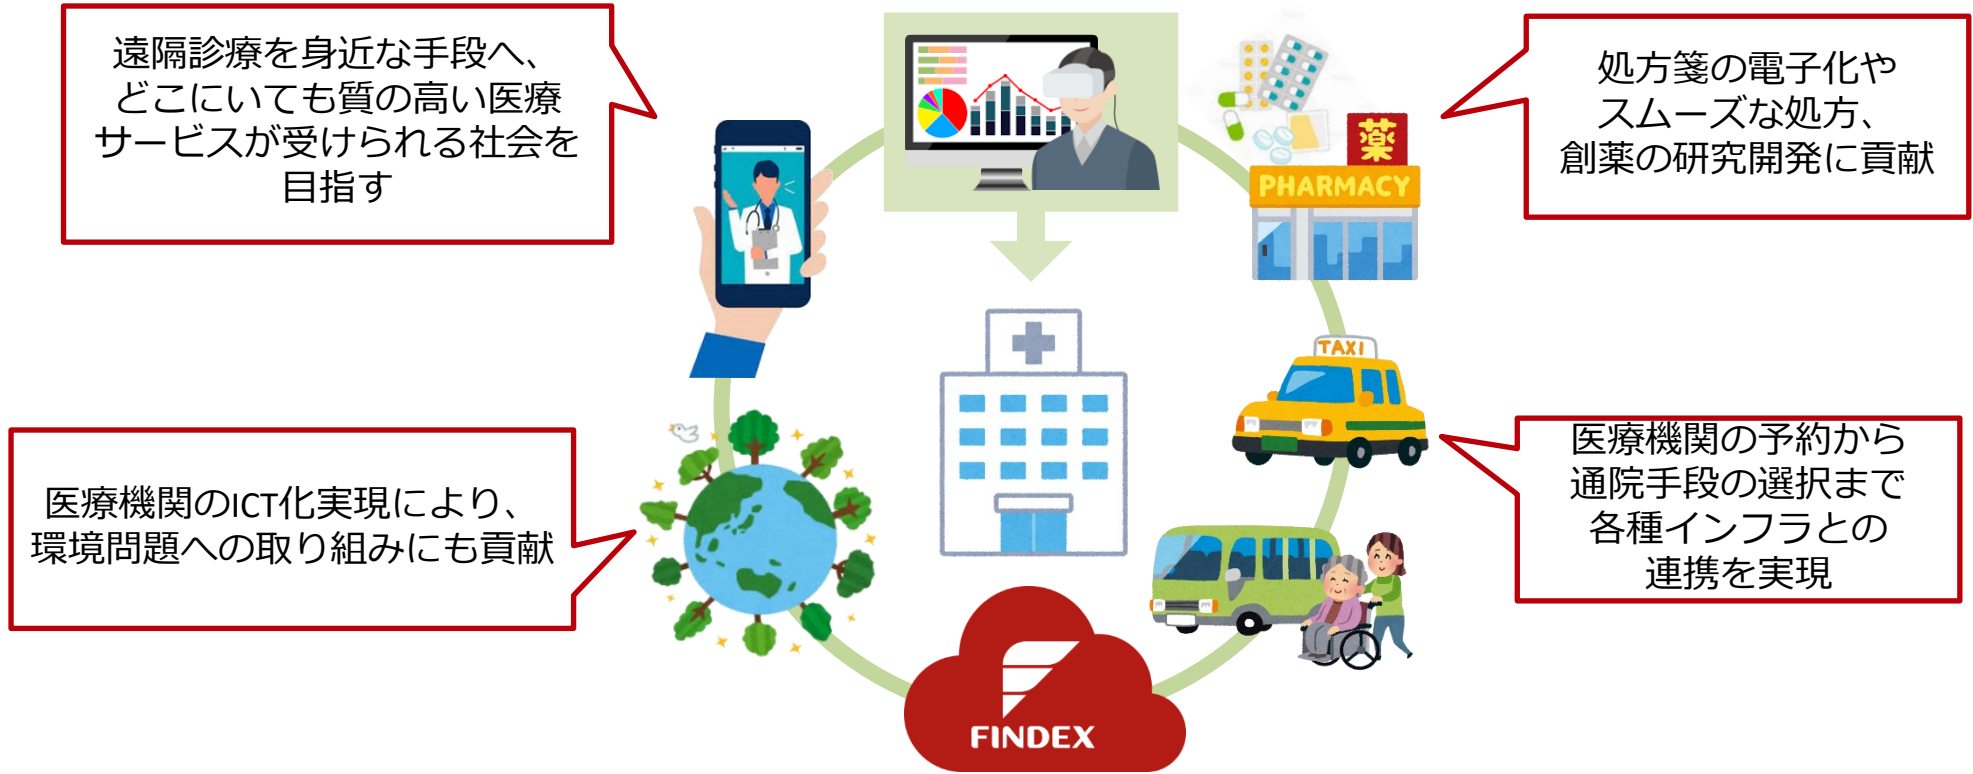 遠隔診療を身近な手段へ、
どこにいても質の高い医療
サービスが受けられる社会を
目指す
処方箋の電子化や
スムーズな処方、
創薬の研究開発に貢献
薬
PHARMACY
TAXI
医療機関の予約から
通院手段の選択まで
各種インフラとの
連携を実現
医療機関のICT化実現により、
環境問題への取り組みにも貢献
FINDEX